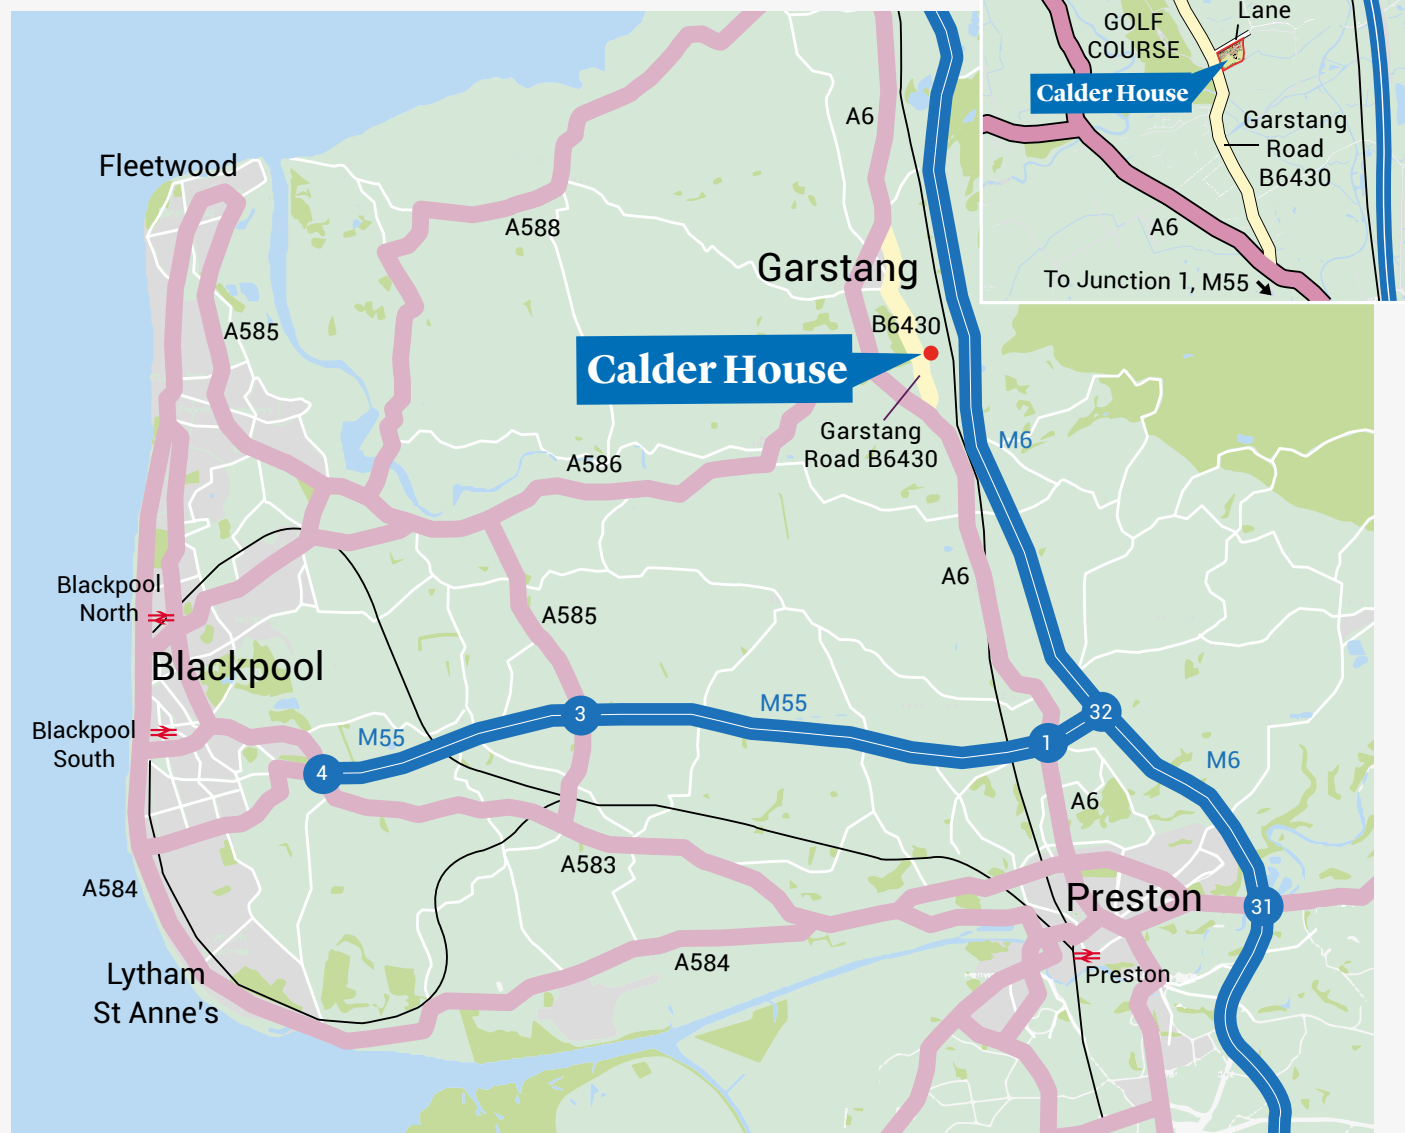 Lane
GOLF
COURSE
Calder House
Garstang
Road
B6430
A6
To Junction 1, M55
A6
Fleetwood
A588
Garstang
B6430
A585
Calder House
Garstang
Road B6430
M6
A586
A6
Blackpool
North
A585
Blackpool
M55
3
32
Blackpool
South
M55
1
4
M6
A6
A583
A584
Preston
31
A584
Preston
Lytham
St Anne's